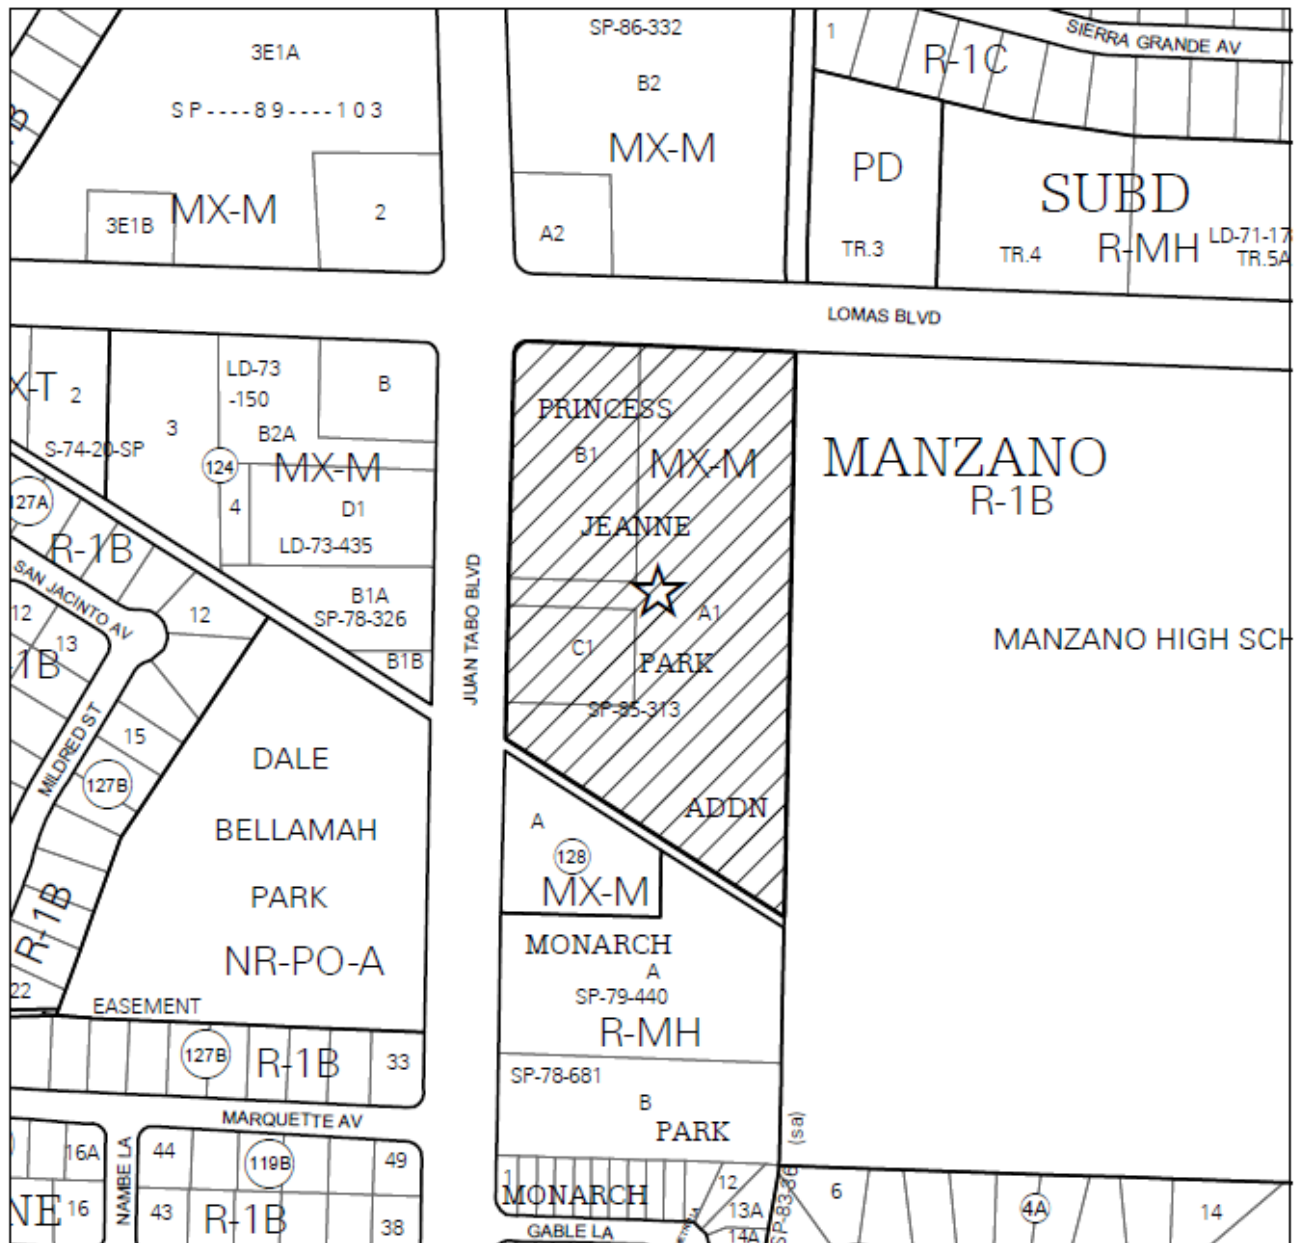 SP-86-332
1
SIERRA GRANDE AV
3E1A
R-1C
B2
SP----89----103
MX-M
PD
SUBD
3E1B
MX-M
2
A2
TR.3
TR.4
R-MH
LD-71-17
TR.5A
LOMAS BLVD
X-T
2
3
LD-73
-150
B
B2A
S-74-20-SP
124
MX-M
PRINCESS
B1
MX-M
MANZANO
R-1B
127A
4
D1
LD-73-435
JEANNE
R-1B
SAN JACINTO AV
JUAN TABO BLVD
12
13
12
-1B
B1A
SP-78-326
B1B
A1
C1
PARK
SP-85-313
MANZANO HIGH SCH
MILDRED ST
15
127B
DALE
BELLAMAH
PARK
NR-PO-A
ADDN
A
128
MX-M
R-1B
22
EASEMENT
MONARCH
A
SP-79-440
R-MH
127B
R-1B
33
SP-78-681
B
PARK
(sa)
MARQUETTE AV
16A
NAMBE LA
44
119B
49
NE
16
43
R-1B
38
1
MONARCH
12
13A
14A
SP-83-36
6
4A
14
GABLE LA